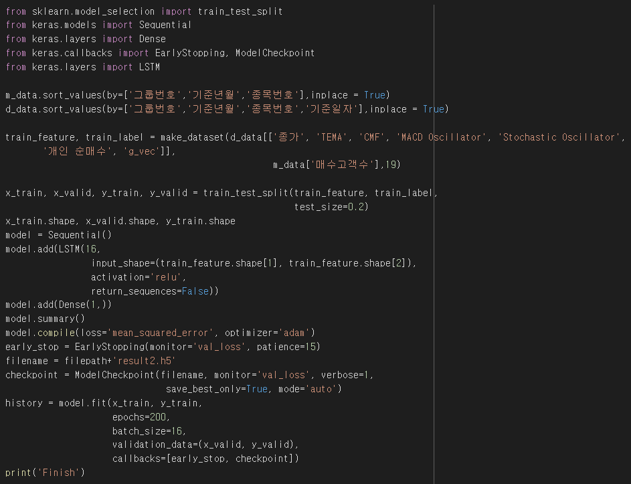 from sklearn.model_selection import train_test_split
from keras.models import Sequential
from keras.layers import Dense
from keras.callbacks import EarlyStopping, ModelCheckpoint
from keras.layers import LSTM
m_data.sort_values(by=['그룹번호','기준년월','종목번호'],inplace = True)
d_data.sort_values(by=['그룹번호','기준년월','종목번호','기준일자'],inplace = True)
train_feature, train_label = make_dataset(d_data[['종가', 'TEMA', 'CMF', 'MACD Oscillator', 'Stochastic Oscillator',
'개인 순매수', 'g_vec']],
m_data['매수고객수'],19)
x_train, x_valid, y_train, y_valid = train_test_split(train_feature, train_label,
test_size=0.2)
x_train.shape, x_valid.shape, y_train.shape
model = Sequential()
model.add(LSTM(16,
input_shape=(train_feature.shape[1], train_feature.shape[2]),
activation='relu',
return_sequences=False))
model.add(Dense(1,))
model.summary()
model.compile(loss='mean_squared_error', optimizer='adam')
early_stop = EarlyStopping(monitor='val_loss', patience=15)
filename = filepath+'result2.h5'
checkpoint = ModelCheckpoint(filename, monitor='val_loss', verbose=1,
save_best_only=True, mode='auto')
history = model.fit(x_train, y_train,
epochs=200,
batch_size=16,
validation_data=(x_valid, y_valid),
callbacks=[early_stop, checkpoint])
print('Finish')